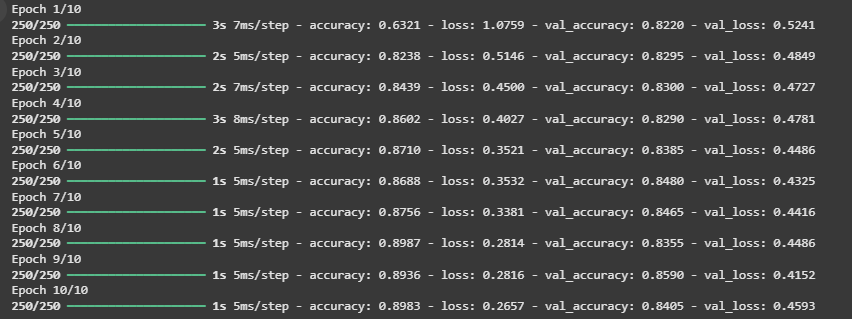 Epoch 1/10
250/250 ━━━━━━━━━━━━━━━━━━━━ 3s 7ms/step - accuracy: 0.6321 - loss: 1.0759 - val_accuracy: 0.8220 - val_loss: 0.5241
Epoch 2/10
250/250 ━━━━━━━━━━━━━━━━━━━━ 2s 5ms/step - accuracy: 0.8238 - loss: 0.5146 - val_accuracy: 0.8295 - val_loss: 0.4849
Epoch 3/10
250/250 ━━━━━━━━━━━━━━━━━━━━ 2s 7ms/step - accuracy: 0.8439 - loss: 0.4500 - val_accuracy: 0.8300 - val_loss: 0.4727
Epoch 4/10
250/250 ━━━━━━━━━━━━━━━━━━━━ 3s 8ms/step - accuracy: 0.8602 - loss: 0.4027 - val_accuracy: 0.8290 - val_loss: 0.4781
Epoch 5/10
250/250 ━━━━━━━━━━━━━━━━━━━━ 2s 5ms/step - accuracy: 0.8710 - loss: 0.3521 - val_accuracy: 0.8385 - val_loss: 0.4486
Epoch 6/10
250/250 ━━━━━━━━━━━━━━━━━━━━ 1s 5ms/step - accuracy: 0.8688 - loss: 0.3532 - val_accuracy: 0.8480 - val_loss: 0.4325
Epoch 7/10
250/250 ━━━━━━━━━━━━━━━━━━━━ 1s 5ms/step - accuracy: 0.8756 - loss: 0.3381 - val_accuracy: 0.8465 - val_loss: 0.4416
Epoch 8/10
250/250 ━━━━━━━━━━━━━━━━━━━━ 1s 5ms/step - accuracy: 0.8987 - loss: 0.2814 - val_accuracy: 0.8355 - val_loss: 0.4486
Epoch 9/10
250/250 ━━━━━━━━━━━━━━━━━━━━ 1s 5ms/step - accuracy: 0.8936 - loss: 0.2816 - val_accuracy: 0.8590 - val_loss: 0.4152
Epoch 10/10
250/250 ━━━━━━━━━━━━━━━━━━━━ 1s 5ms/step - accuracy: 0.8983 - loss: 0.2657 - val_accuracy: 0.8405 - val_loss: 0.4593